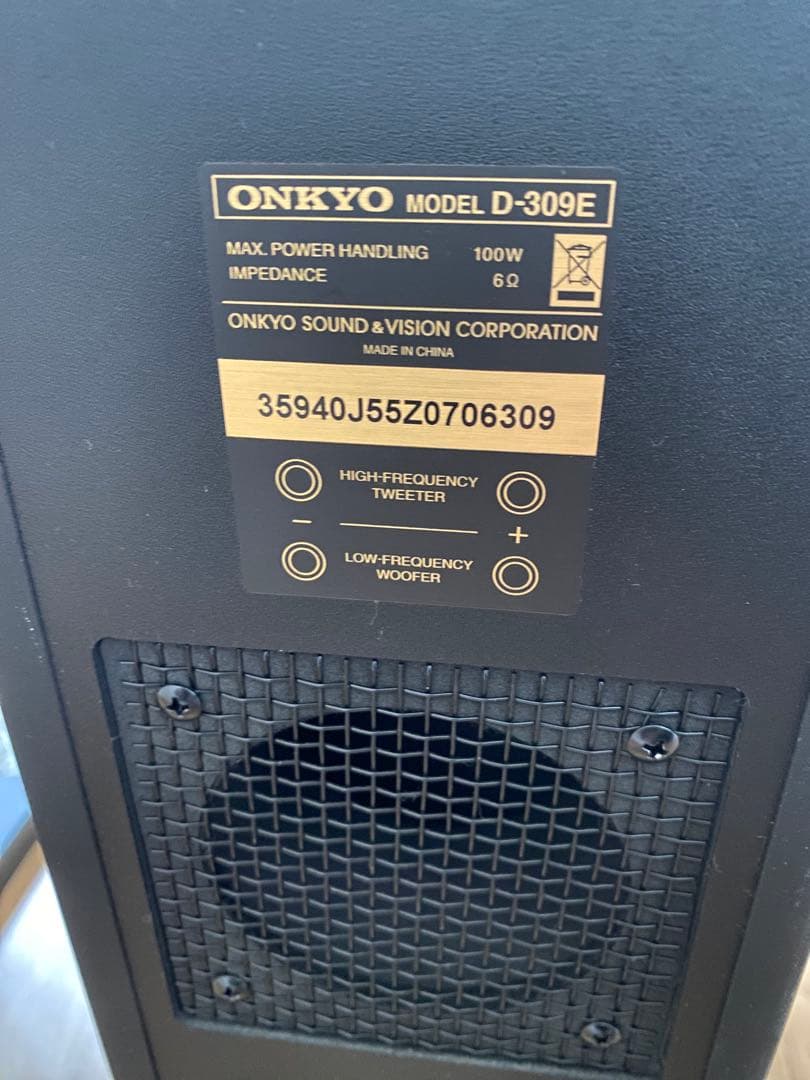 ONKYO MODEL D-309E
MAX. POWER HANDLING 100W
IMPEDANCE 6Ω
ONKYO SOUND & VISION CORPORATION
MADE IN CHINA
35940J55Z0706309
HIGH-FREQUENCY
TWEETER
− +
LOW-FREQUENCY
WOOFER